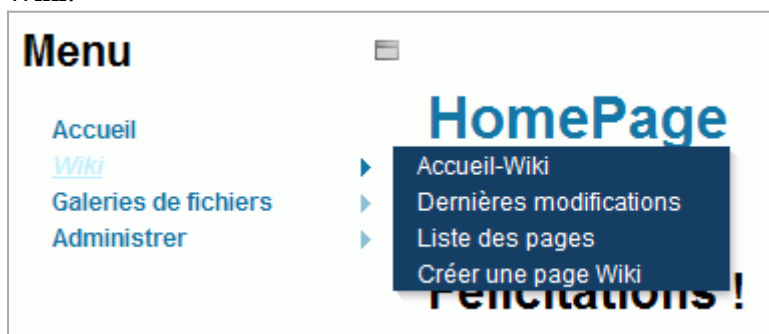 Menu
HomePage
Accueil
Wiki
Galeries de fichiers
Administrer
Accueil-Wiki
Dernières modifications
Liste des pages
Créer une page Wiki
Félicitations !